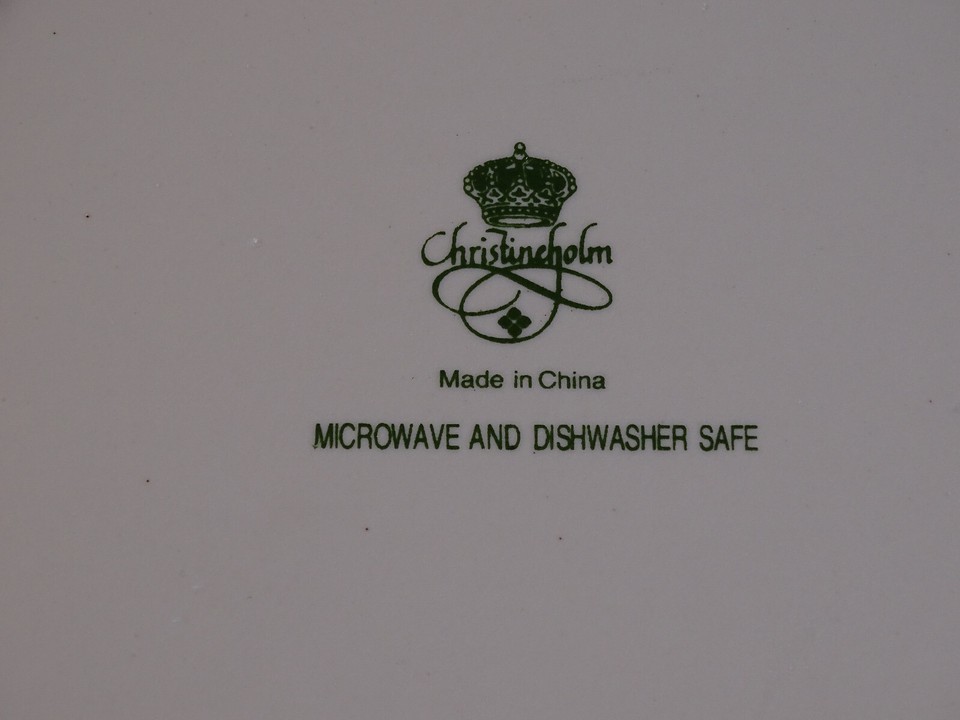 Christineholm
Made in China
MICROWAVE AND DISHWASHER SAFE